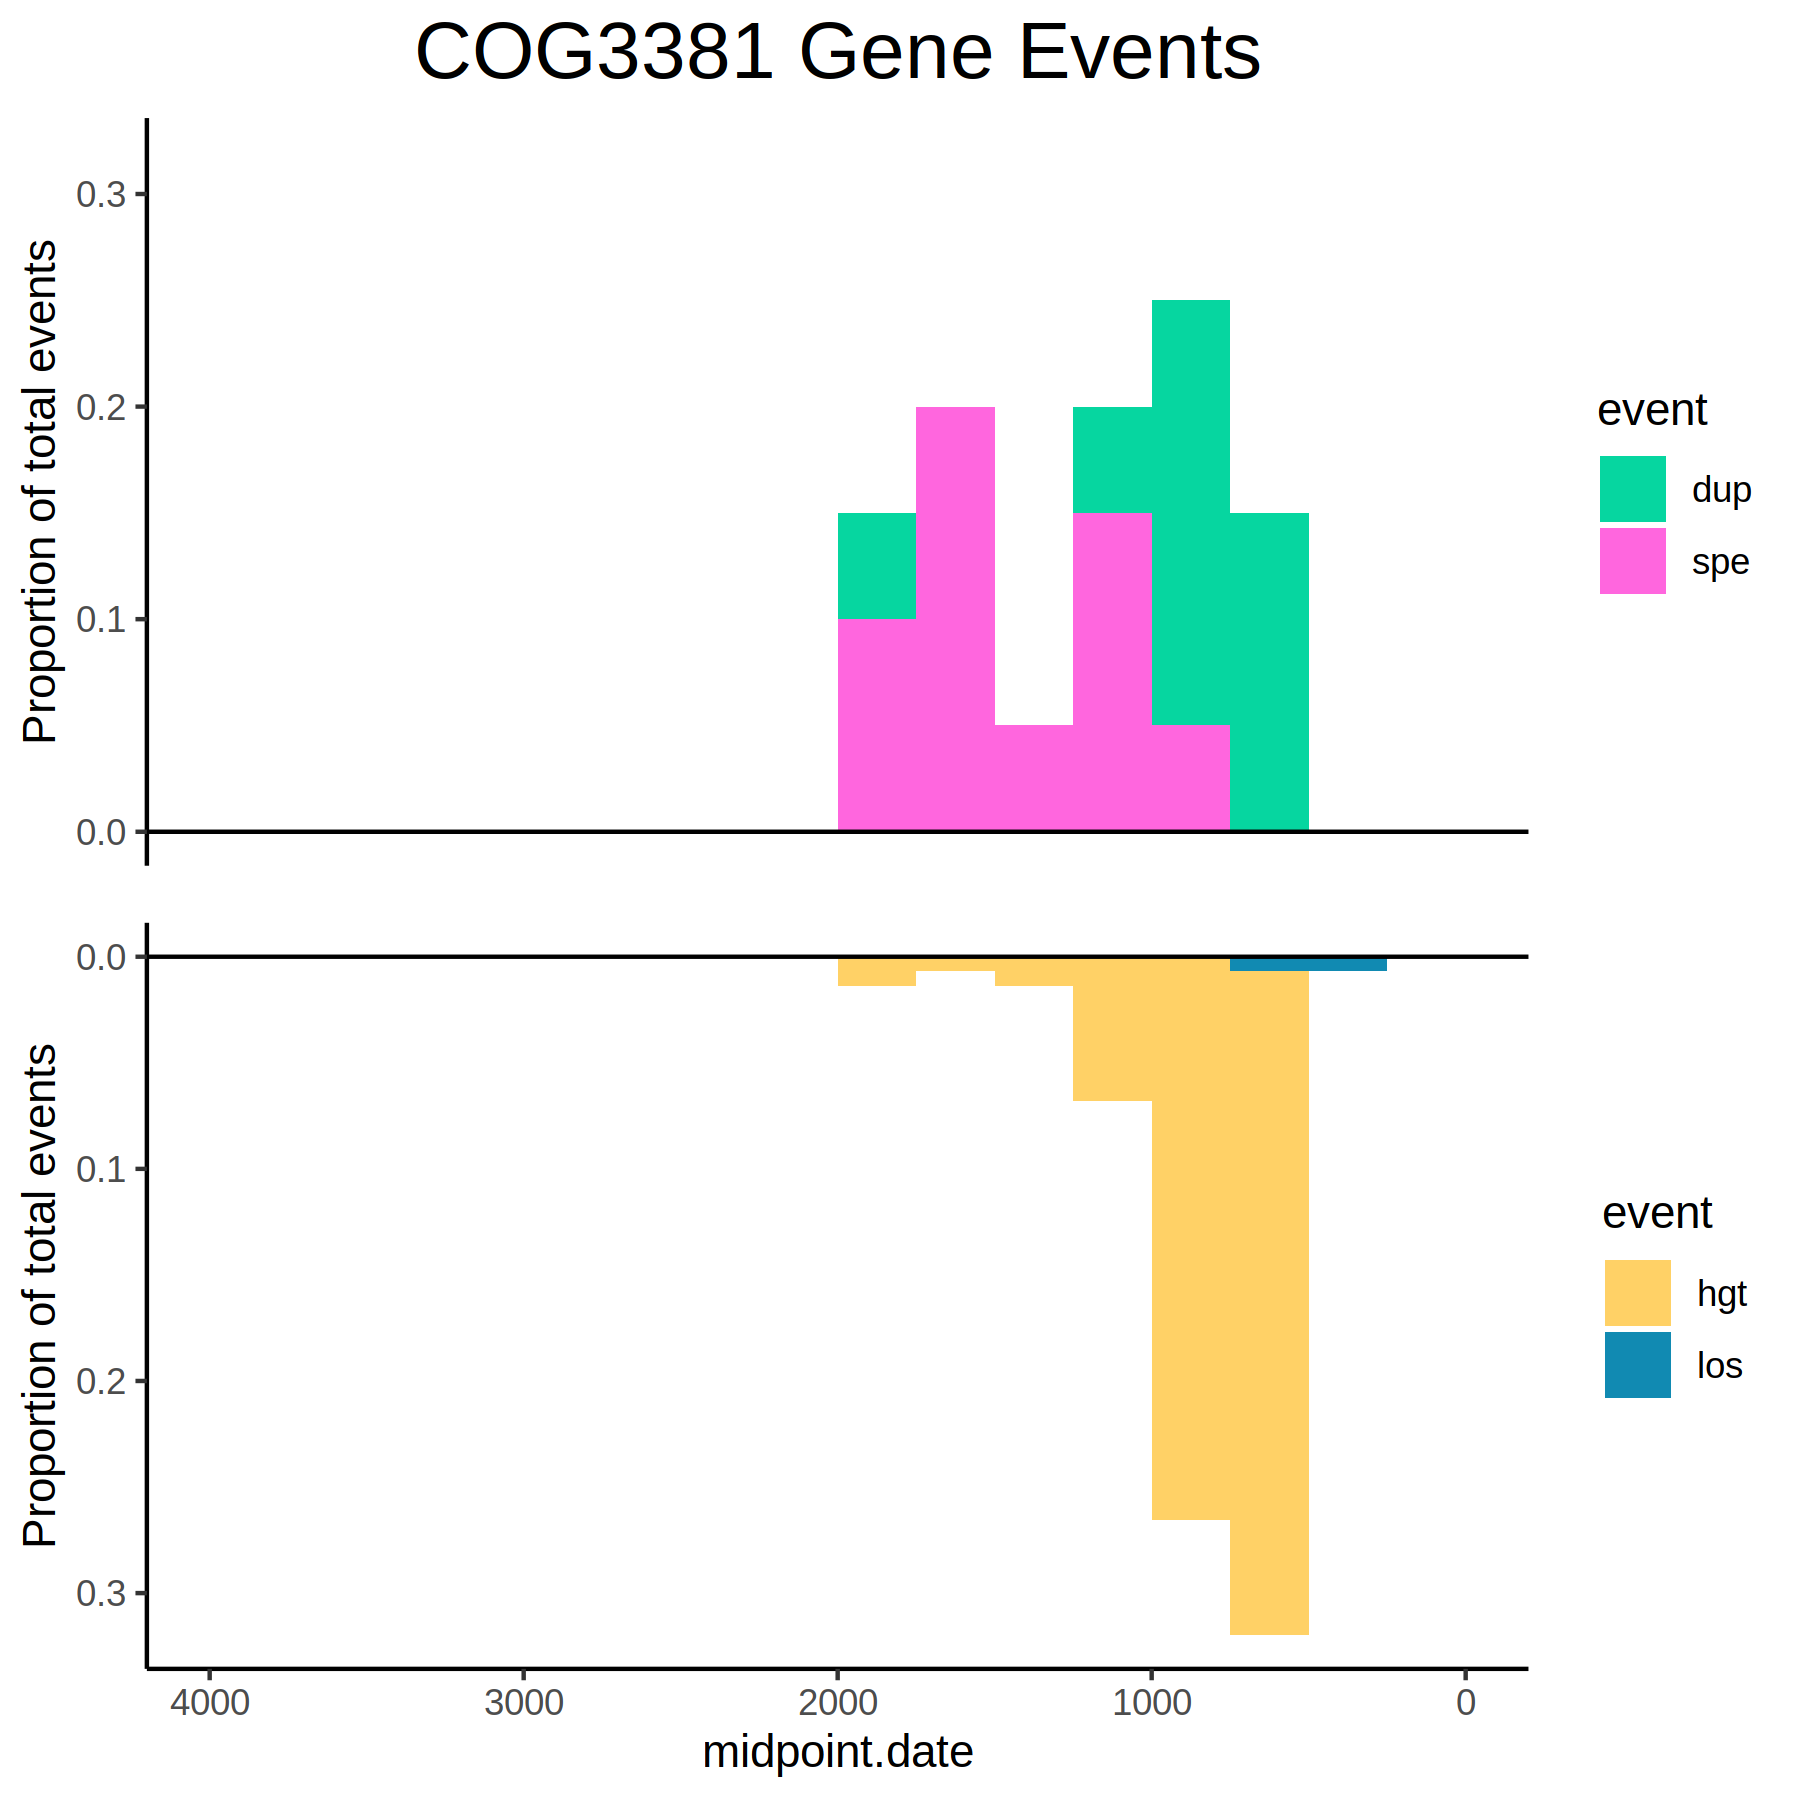 COG3381 Gene Events
Proportion of total events
0.3
0.2
0.1
0.0
event
dup
spe
Proportion of total events
0.0
0.1
0.2
0.3
event
hgt
los
4000 3000 2000 1000 0
midpoint.date